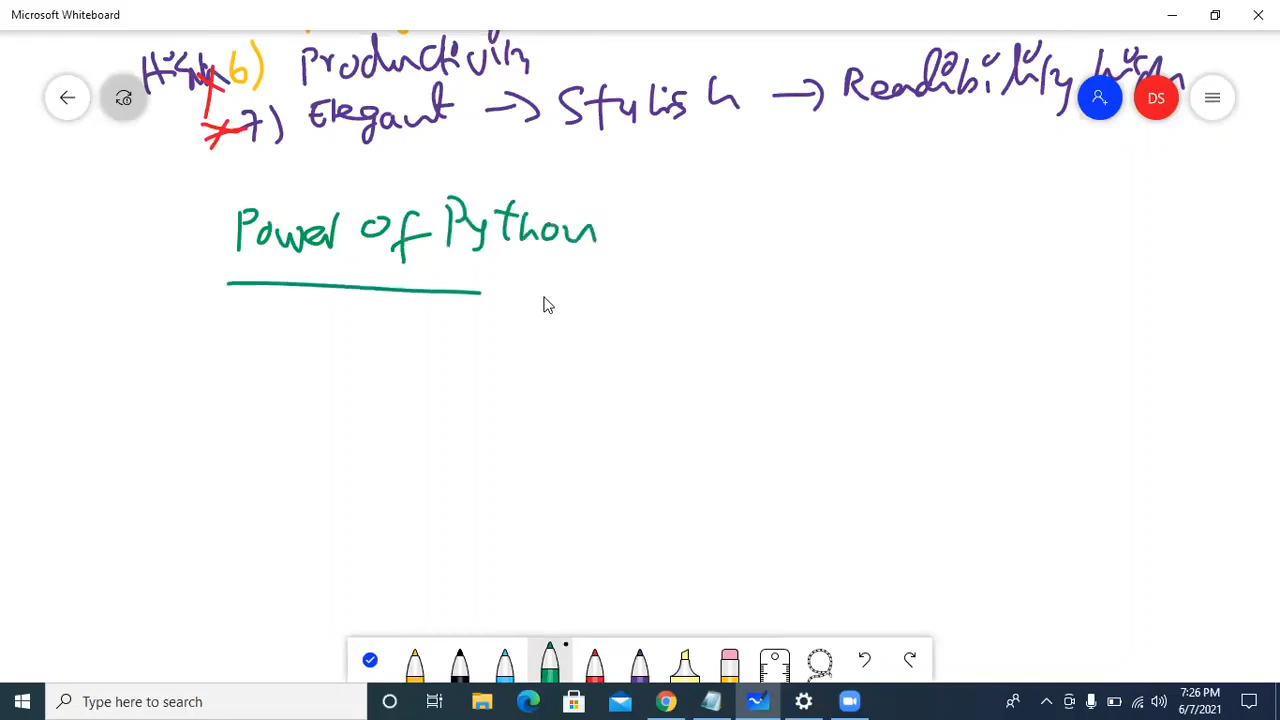 Microsoft Whiteboard
High 6) Productivity
7) Elegant → Stylish → Readability
DS
Power of Python
Type here to search
7:26 PM
6/7/2021